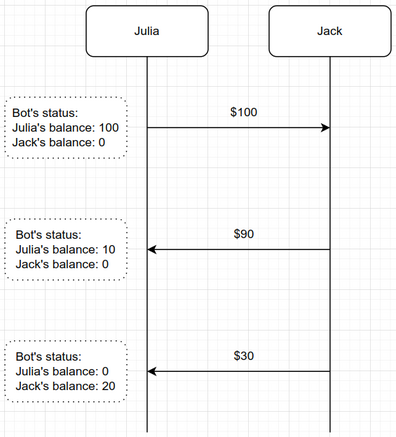 Julia
Jack
$100
Bot's status:
Julia's balance: 100
Jack's balance: 0
$90
Bot's status:
Julia's balance: 10
Jack's balance: 0
$30
Bot's status:
Julia's balance: 0
Jack's balance: 20